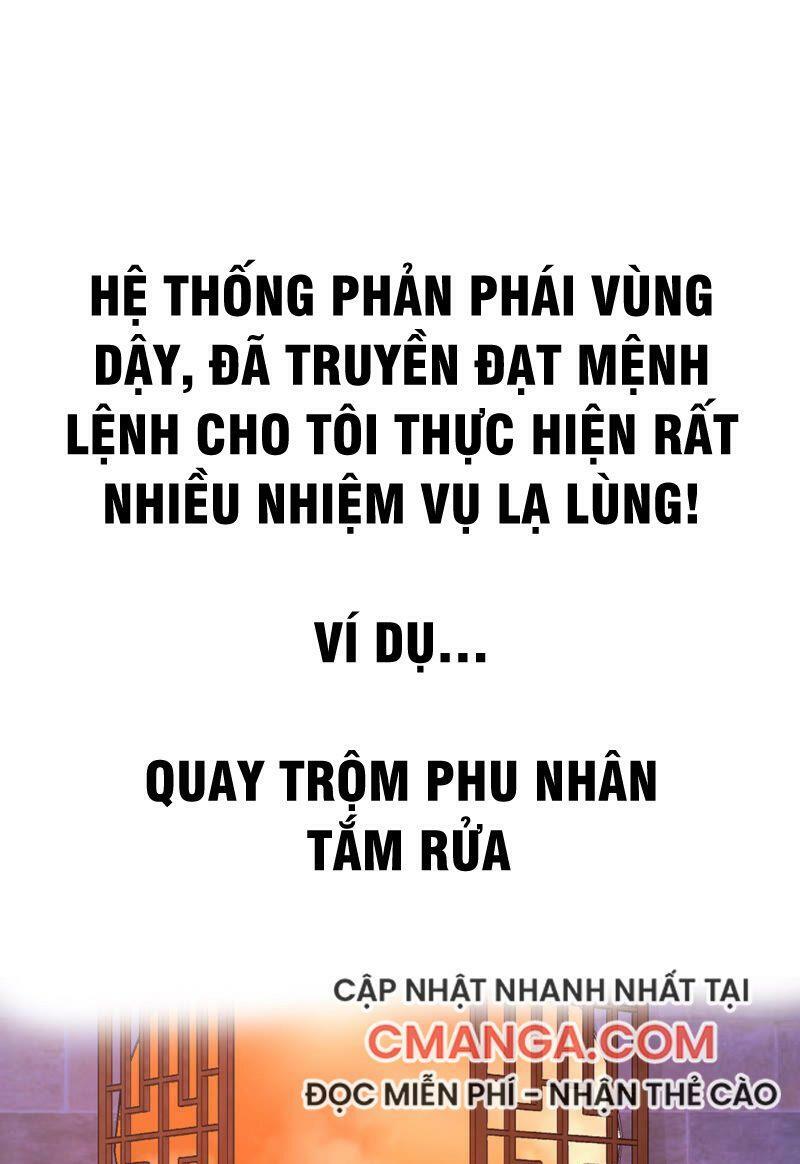 HỆ THỐNG PHẢN PHÁI VÙNG
DẬY, ĐÃ TRUYỀN ĐẠT MỆNH
LỆNH CHO TÔI THỰC HIỆN RẤT
NHIỀU NHIỆM VỤ LẠ LÙNG!
VÍ DỤ...
QUAY TRỘM PHU NHÂN
TẮM RỬA
CẬP NHẬT NHANH NHẤT TẠI
CMANGA.COM
ĐỌC MIỄN PHÍ - NHẬN THẺ CÀO